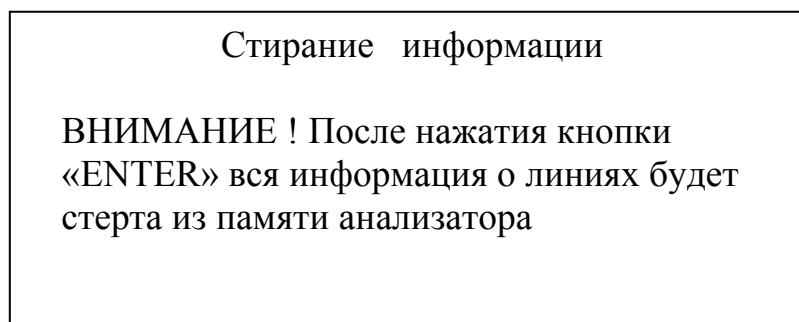 Стирание информации
ВНИМАНИЕ ! После нажатия кнопки
«ENTER» вся информация о линиях будет
стерта из памяти анализатора